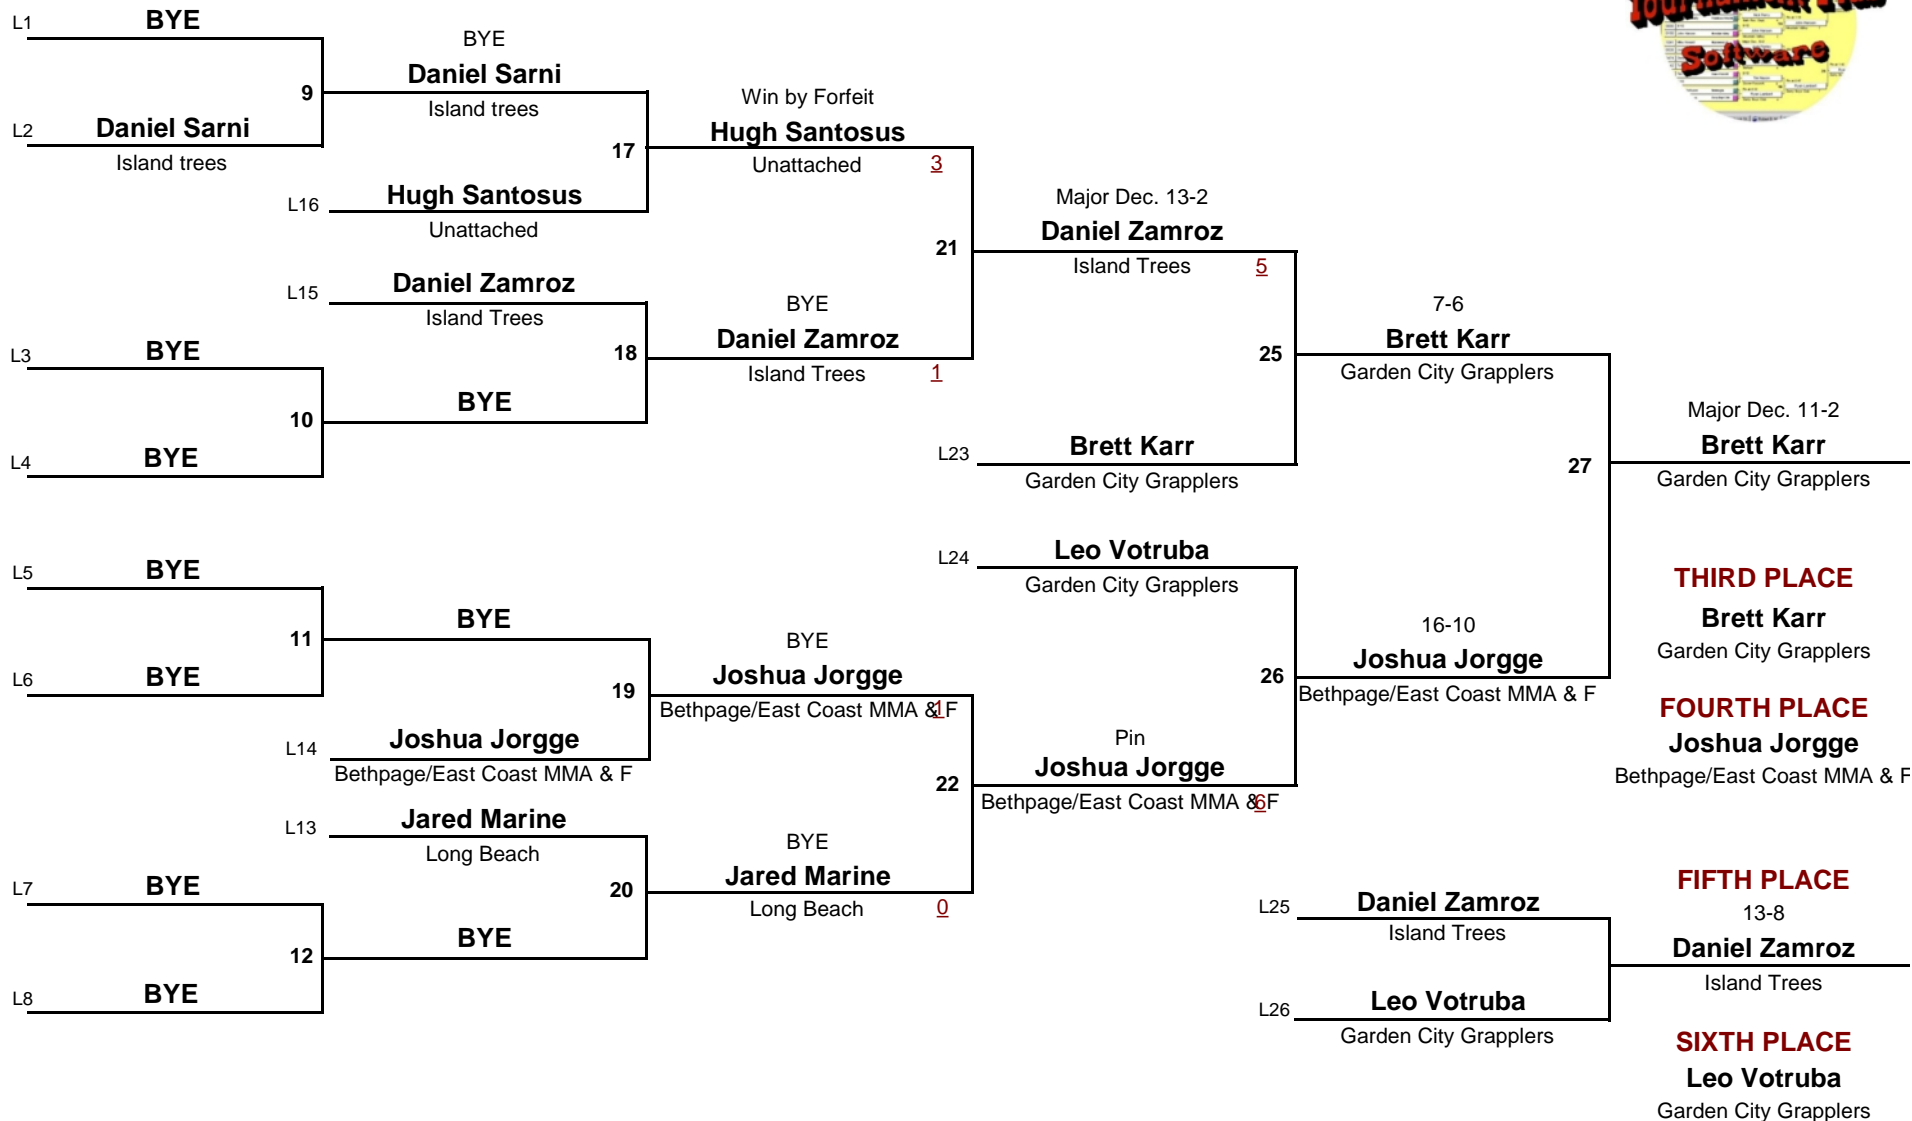 L1
BYE
L2
Daniel Sarni
Island trees
9
BYE
Daniel Sarni
Island trees
L16
Hugh Santosus
Unattached
17
Win by Forfeit
Hugh Santosus
Unattached
3
L15
Daniel Zamroz
Island Trees
L3
BYE
L4
BYE
10
BYE
18
BYE
Daniel Zamroz
Island Trees
1
21
Major Dec. 13-2
Daniel Zamroz
Island Trees
5
L23
Brett Karr
Garden City Grapplers
25
7-6
Brett Karr
Garden City Grapplers
L5
BYE
L6
BYE
11
BYE
L14
Joshua Jorgge
Bethpage/East Coast MMA & F
19
BYE
Joshua Jorgge
Bethpage/East Coast MMA & F
1
L13
Jared Marine
Long Beach
L7
BYE
L8
BYE
12
BYE
20
BYE
Jared Marine
Long Beach
0
22
Pin
Joshua Jorgge
Bethpage/East Coast MMA & F
6
L24
Leo Votruba
Garden City Grapplers
26
16-10
Joshua Jorgge
Bethpage/East Coast MMA & F
27
Major Dec. 11-2
Brett Karr
Garden City Grapplers
THIRD PLACE
Brett Karr
Garden City Grapplers
FOURTH PLACE
Joshua Jorgge
Bethpage/East Coast MMA & F
L25
Daniel Zamroz
Island Trees
L26
Leo Votruba
Garden City Grapplers
FIFTH PLACE
13-8
Daniel Zamroz
Island Trees
SIXTH PLACE
Leo Votruba
Garden City Grapplers
Software